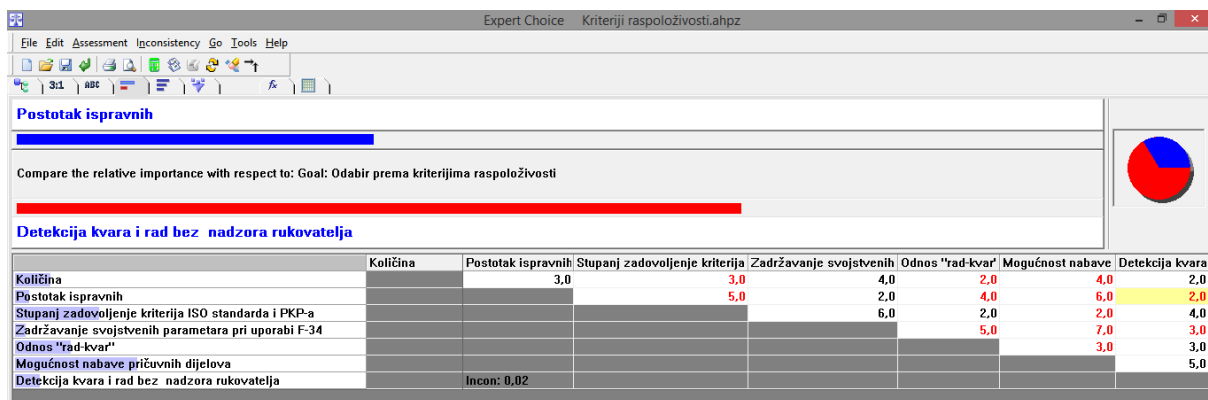 Expert Choice Kriteriji raspoloživosti.ahpz
File Edit Assessment Inconsistency Go Tools Help
3:1 ABC fx
Postotak ispravnih
Compare the relative importance with respect to: Goal: Odabir prema kriterijima raspoloživosti
Detekcija kvara i rad bez nadzora rukovatelja
Količina Postotak ispravnih Stupanj zadovoljenje kriterija Zadržavanje svojstvenih Odnos "rad-kvar" Mogućnost nabave Detekcija kvara
Količina 3,0 3,0 4,0 2,0 4,0 2,0
Postotak ispravnih 5,0 2,0 4,0 6,0 2,0
Stupanj zadovoljenje kriterija ISO standarda i PKP-a 6,0 2,0 2,0 4,0
Zadržavanje svojstvenih parametara pri uporabi F-34 5,0 7,0 3,0
Odnos "rad-kvar" 3,0 3,0
Mogućnost nabave pričuvnih dijelova 5,0
Detekcija kvara i rad bez nadzora rukovatelja Incon: 0,02